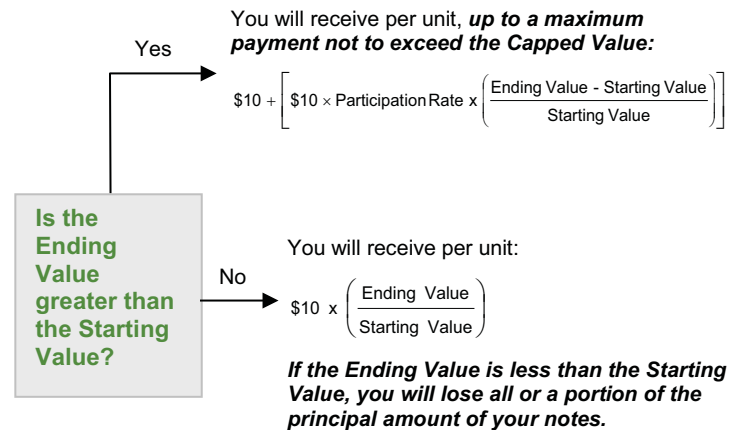 You will receive per unit, up to a maximum
payment not to exceed the Capped Value:
Yes
$10 + [ $10 × Participation Rate x ( Ending Value - Starting Value / Starting Value ) ]
Is the
Ending
Value
greater than
the Starting
Value?
No
You will receive per unit:
$10 x ( Ending Value / Starting Value )
If the Ending Value is less than the Starting
Value, you will lose all or a portion of the
principal amount of your notes.